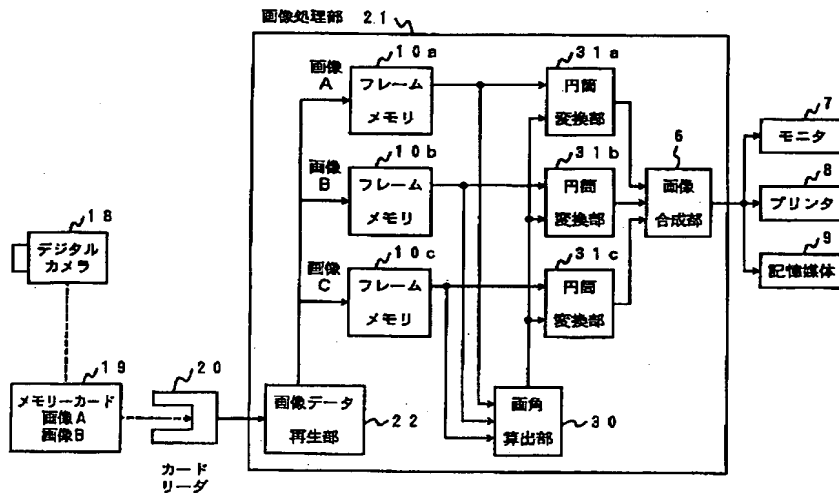 画像処理部 21
10a
31a
画像
A
フレーム
メモリ
円筒
変換部
10b
31b
画像
B
フレーム
メモリ
円筒
変換部
6
画像
合成部
7
モニタ
8
プリンタ
9
記憶媒体
18
デジタル
カメラ
10c
31c
画像
C
フレーム
メモリ
円筒
変換部
19
メモリーカード
画像A
画像B
20
カード
リーダ
画像データ
再生部
22
画角
算出部
30